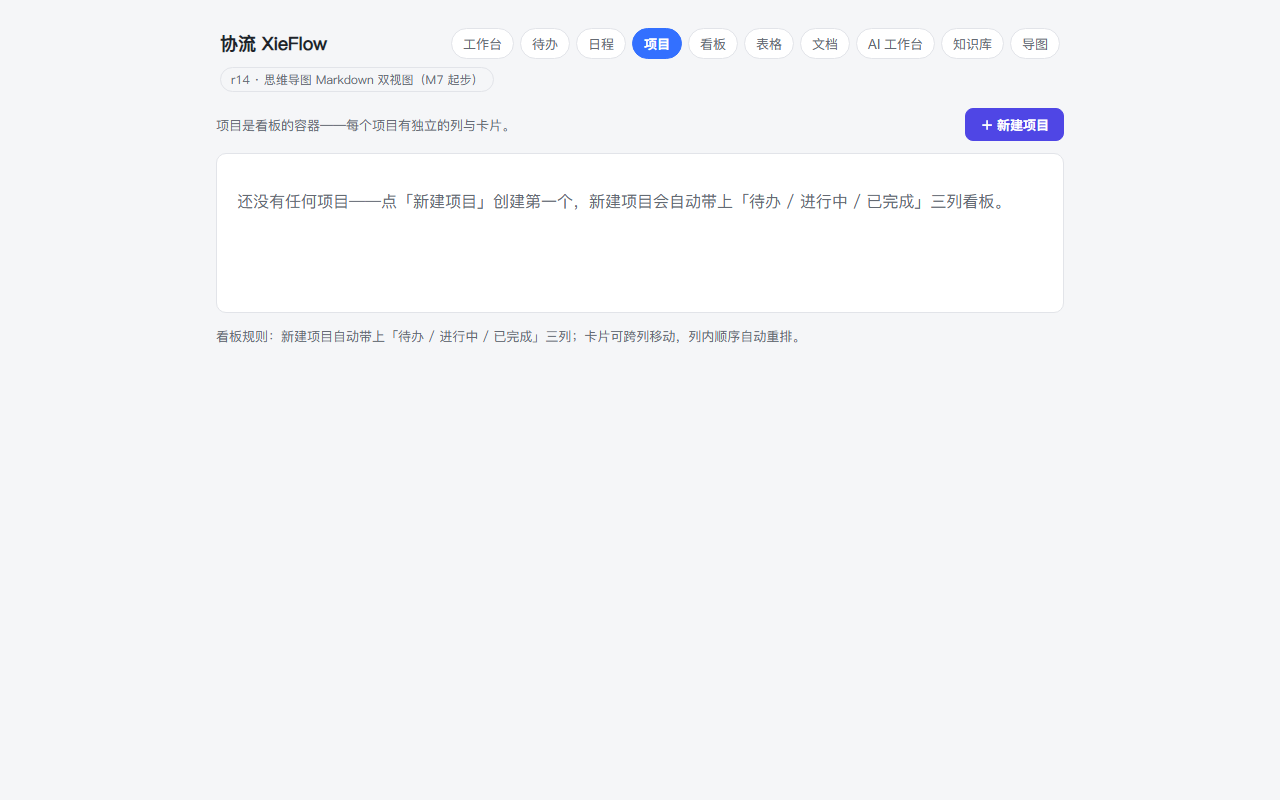 协流 XieFlow
工作台 待办 日程 项目 看板 表格 文档 AI 工作台 知识库 导图
r14 · 思维导图 Markdown 双视图（M7 起步）
项目是看板的容器——每个项目有独立的列与卡片。
＋ 新建项目
还没有任何项目——点「新建项目」创建第一个，新建项目会自动带上「待办 / 进行中 / 已完成」三列看板。
看板规则：新建项目自动带上「待办 / 进行中 / 已完成」三列；卡片可跨列移动，列内顺序自动重排。